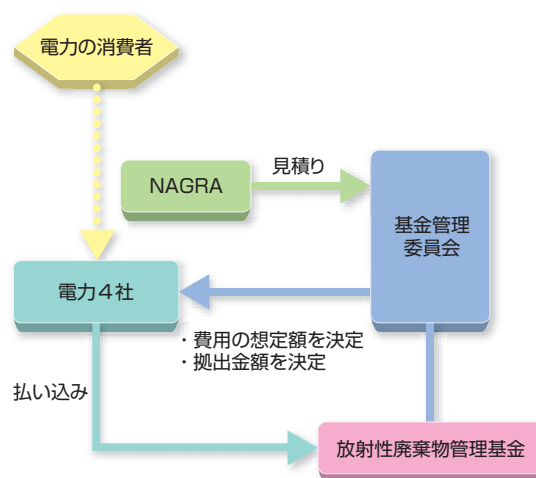 電力の消費者
見積り
NAGRA
基金管理
委員会
電力4社
・費用の想定額を決定
・拠出金額を決定
払い込み
放射性廃棄物管理基金